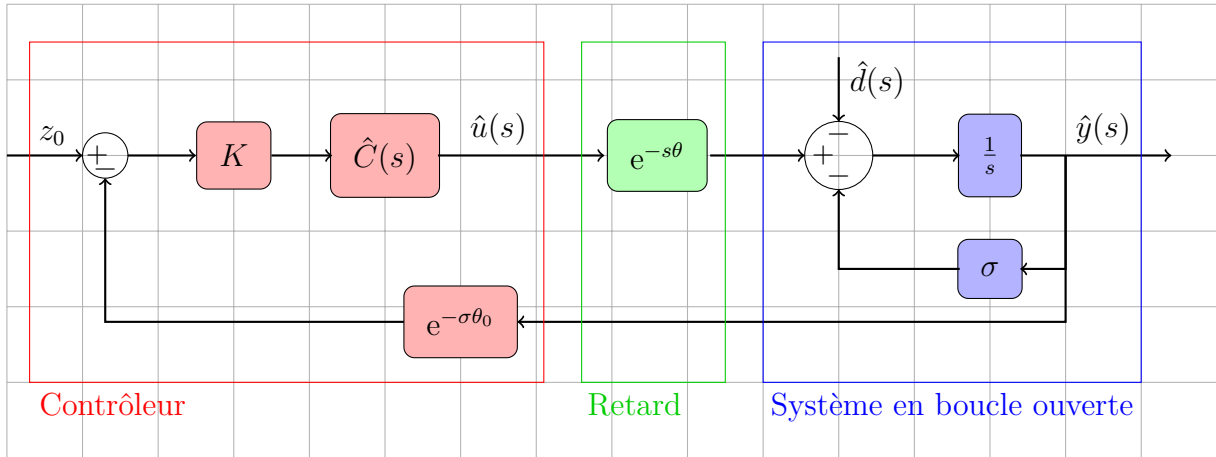 d̂(s)
z₀
+
−
K
Ĉ(s)
û(s)
e^{−sθ}
−
+
−
1/s
ŷ(s)
σ
e^{−σθ₀}
Contrôleur
Retard
Système en boucle ouverte